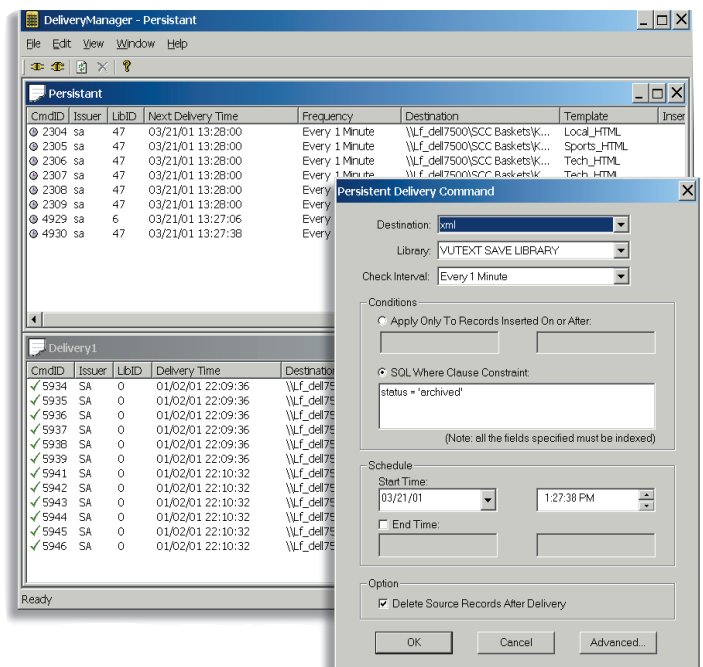 DeliveryManager - Persistant
File Edit View Window Help
Persistant
CmdID Issuer LibID Next Delivery Time Frequency Destination Template Inser
2304 sa 47 03/21/01 13:28:00 Every 1 Minute \\Lf_dell7500\SCC Baskets\K... Local_HTML
2305 sa 47 03/21/01 13:28:00 Every 1 Minute \\Lf_dell7500\SCC Baskets\K... Sports_HTML
2306 sa 47 03/21/01 13:28:00 Every 1 Minute \\Lf_dell7500\SCC Baskets\K... Tech_HTML
2307 sa 47 03/21/01 13:28:00 Every 1 Minute \\Lf_dell7500\SCC Baskets\K... Tech_HTML
2308 sa 47 03/21/01 13:28:00 Every
2309 sa 47 03/21/01 13:28:00 Every
4929 sa 6 03/21/01 13:27:06 Every
4930 sa 47 03/21/01 13:27:38 Every
Delivery1
CmdID Issuer LibID Delivery Time Destination
5934 SA 0 01/02/01 22:09:36 \\Lf_dell75
5935 SA 0 01/02/01 22:09:36 \\Lf_dell75
5936 SA 0 01/02/01 22:09:36 \\Lf_dell75
5937 SA 0 01/02/01 22:09:36 \\Lf_dell75
5938 SA 0 01/02/01 22:09:36 \\Lf_dell75
5939 SA 0 01/02/01 22:09:36 \\Lf_dell75
5941 SA 0 01/02/01 22:10:32 \\Lf_dell75
5942 SA 0 01/02/01 22:10:32 \\Lf_dell75
5943 SA 0 01/02/01 22:10:32 \\Lf_dell75
5944 SA 0 01/02/01 22:10:32 \\Lf_dell75
5945 SA 0 01/02/01 22:10:32 \\Lf_dell75
5946 SA 0 01/02/01 22:10:32 \\Lf_dell75
Ready
Persistent Delivery Command
Destination: xml
Library: VUTEXT SAVE LIBRARY
Check Interval: Every 1 Minute
Conditions
Apply Only To Records Inserted On or After:
SQL Where Clause Constraint:
status = 'archived'
(Note: all the fields specified must be indexed)
Schedule
Start Time:
03/21/01 1:27:38 PM
End Time:
Option
Delete Source Records After Delivery
OK Cancel Advanced...